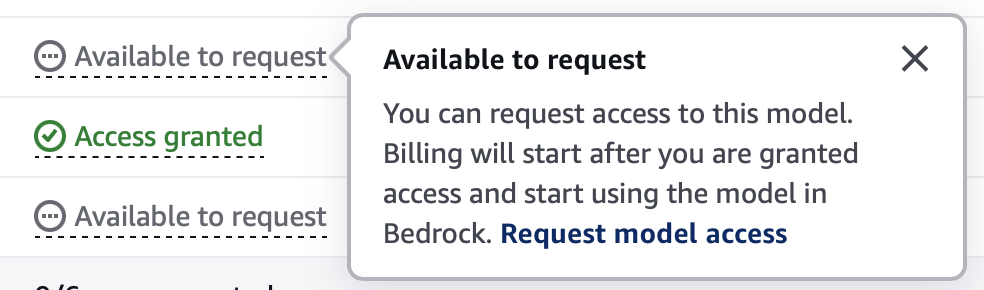 Available to request
Access granted
Available to request
Available to request
You can request access to this model.
Billing will start after you are granted
access and start using the model in
Bedrock. Request model access